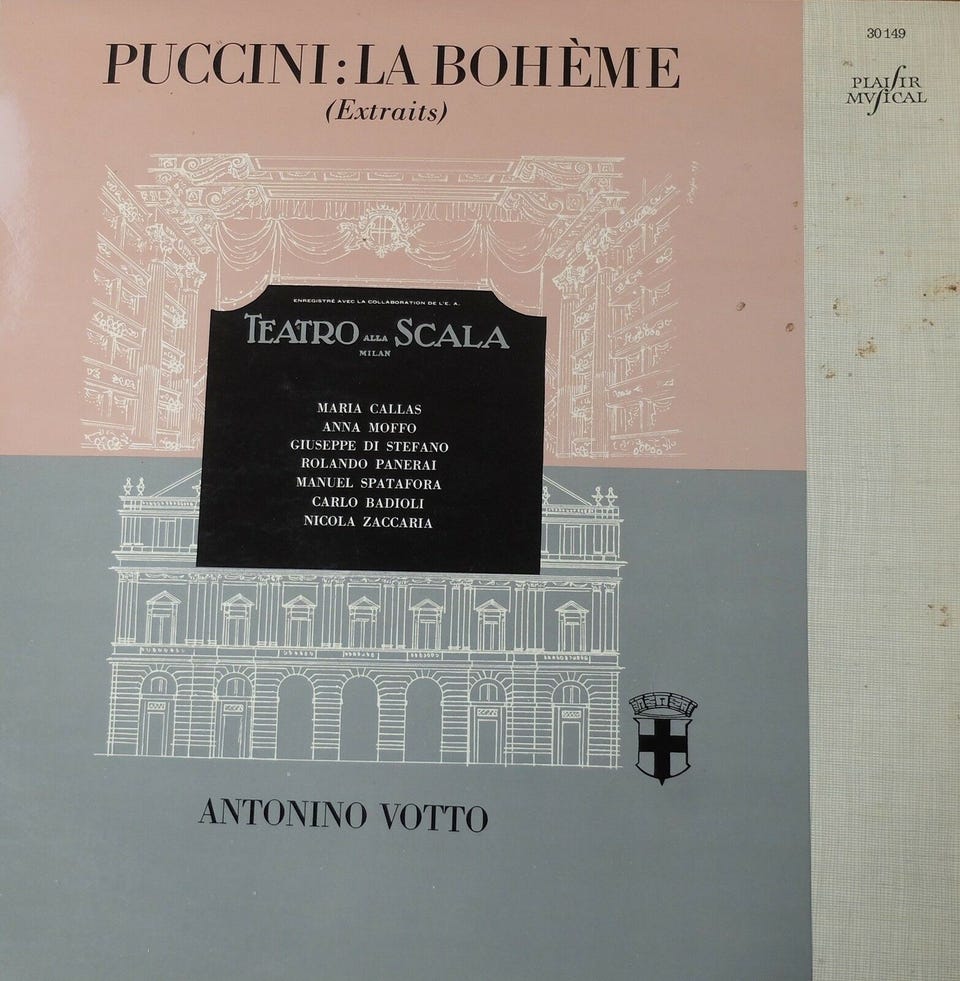 PUCCINI: LA BOHÈME
(Extraits)
30 149
PLAISIR
MVSICAL
ENREGISTRÉ AVEC LA COLLABORATION DE L'E. A.
TEATRO ALLA SCALA
MILAN
MARIA CALLAS
ANNA MOFFO
GIUSEPPE DI STEFANO
ROLANDO PANERAI
MANUEL SPATAFORA
CARLO BADIOLI
NICOLA ZACCARIA
ANTONINO VOTTO